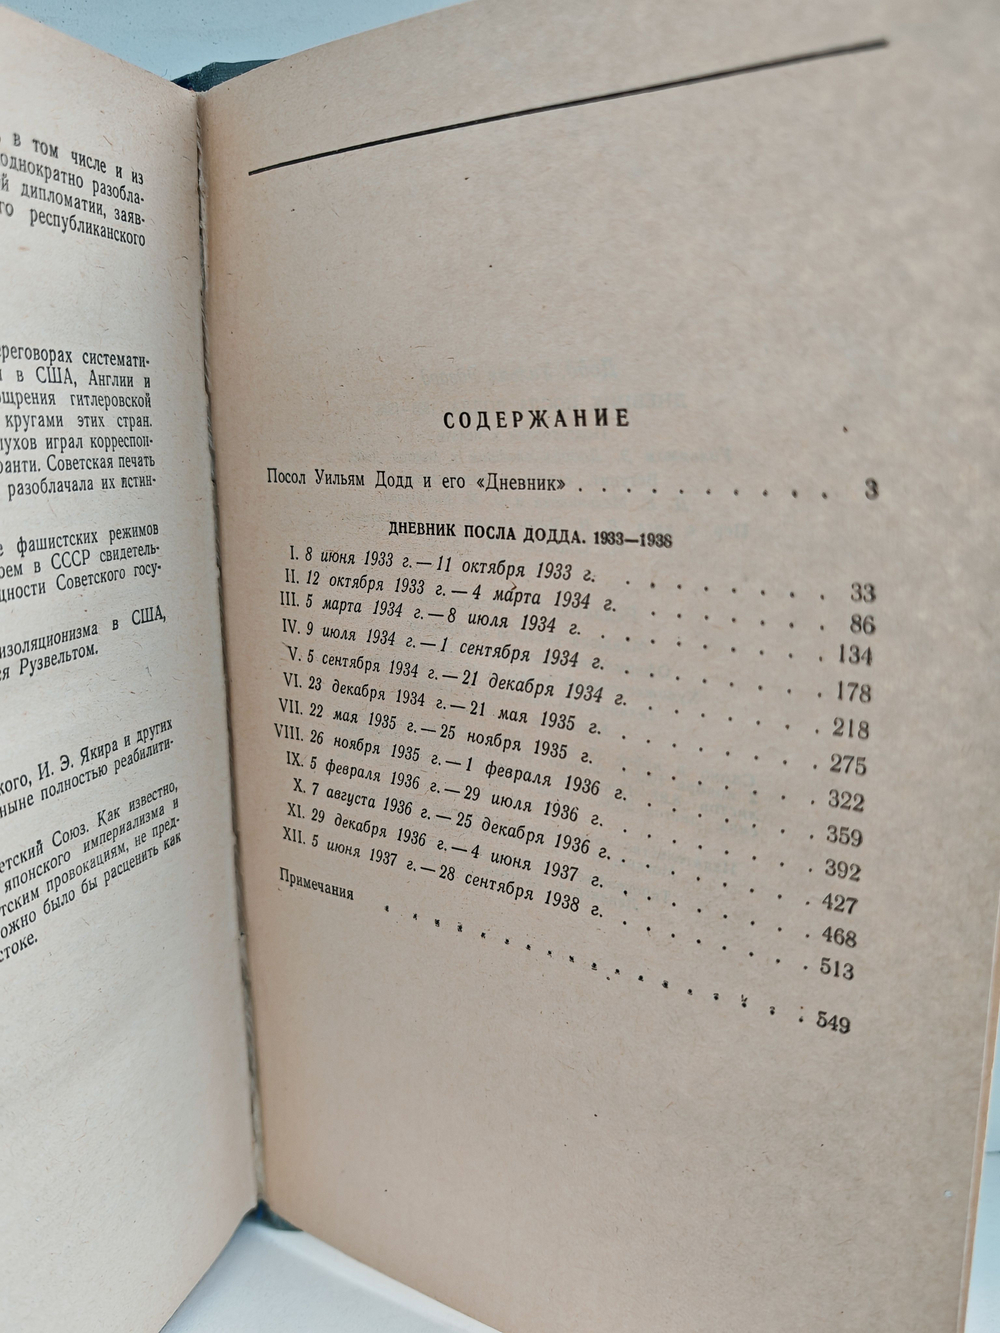 в том числе и из
однократно разобла-
й дипломатии, заяв-
го республиканского
реговорах системати-
в США, Англии и
ощрения гитлеровской
кругами этих стран.
лухов играл корреспон-
ранти. Советская печать
разоблачала их истин-
е фашистских режимов
рем в СССР свидетель-
щности Советского госу-
изоляционизма в США,
ся Рузвельтом.
кого, И. Э. Якира и других
ныне полностью реабилити-
етский Союз. Как известно,
японского империализма и
тским провокациям, не пред-
ожно было бы расценить как
стоке.
СОДЕРЖАНИЕ
Посол Уильям Додд и его «Дневник» . . . . . . . . . . . 3
ДНЕВНИК ПОСЛА ДОДДА. 1933—1938
I. 8 июня 1933 г. — 11 октября 1933 г. . . . . . . . . 33
II. 12 октября 1933 г. — 4 марта 1934 г. . . . . . . . 86
III. 5 марта 1934 г. — 8 июля 1934 г. . . . . . . . . . 134
IV. 9 июля 1934 г. — 1 сентября 1934 г. . . . . . . . . 178
V. 5 сентября 1934 г. — 21 декабря 1934 г. . . . . . . . 218
VI. 23 декабря 1934 г. — 21 мая 1935 г. . . . . . . . . 275
VII. 22 мая 1935 г. — 25 ноября 1935 г. . . . . . . . . 322
VIII. 26 ноября 1935 г. — 1 февраля 1936 г. . . . . . . . 359
IX. 5 февраля 1936 г. — 29 июля 1936 г. . . . . . . . . 392
X. 7 августа 1936 г. — 25 декабря 1936 г. . . . . . . . . 427
XI. 29 декабря 1936 г. — 4 июня 1937 г. . . . . . . . . 468
XII. 5 июня 1937 г. — 28 сентября 1938 г. . . . . . . . . 513
Примечания . . . . . . . . . . . . . . . . . . 549